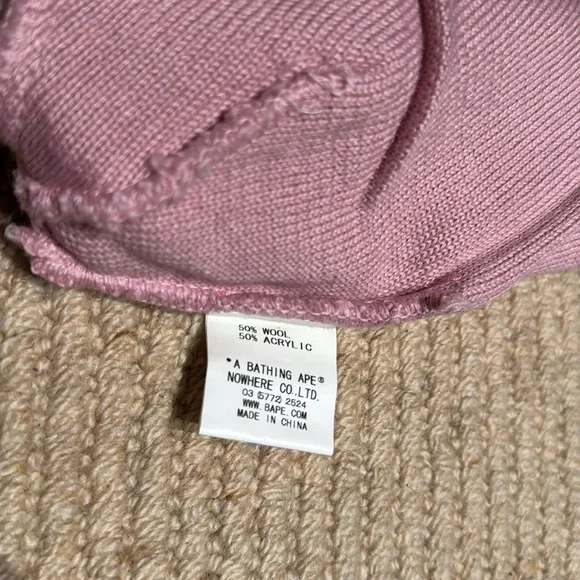 50% WOOL
50% ACRYLIC
*A BATHING APE®
NOWHERE CO.,LTD.
03 (5772) 2524
WWW.BAPE.COM
MADE IN CHINA